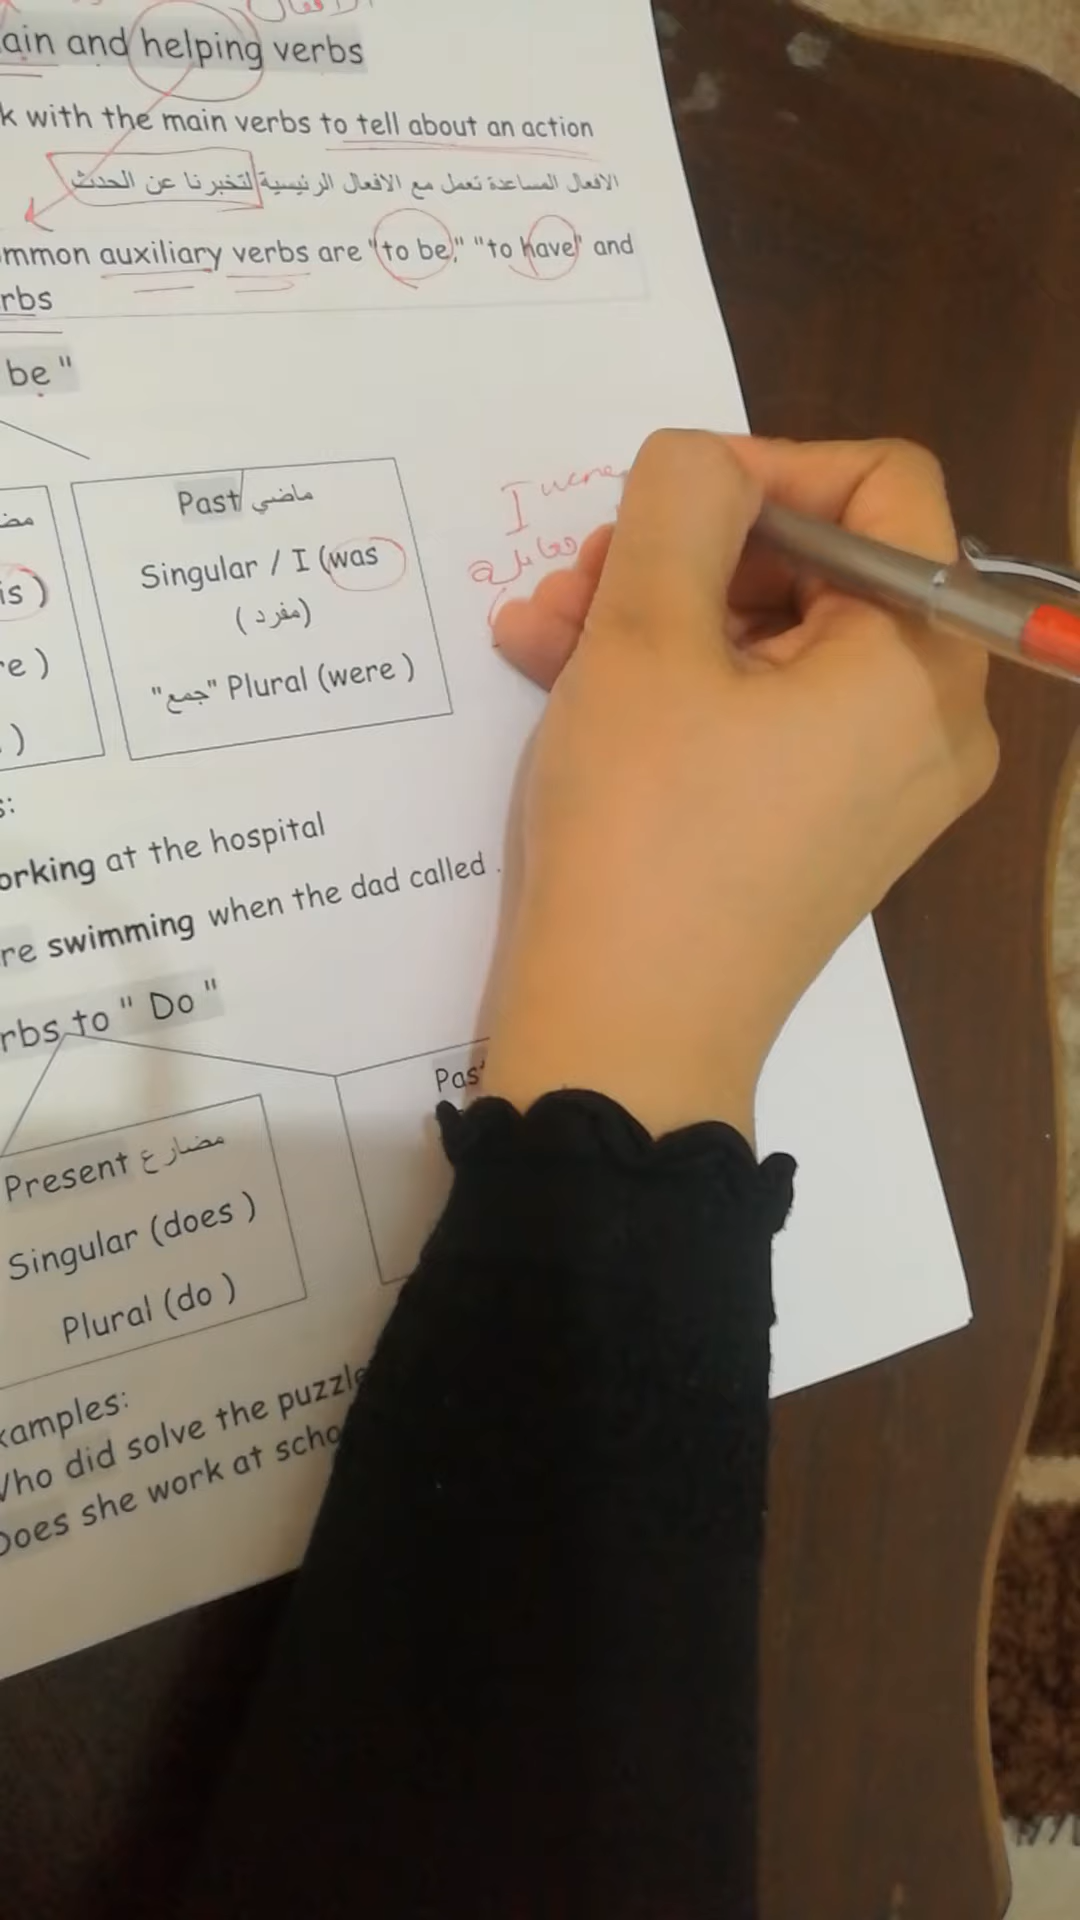 ain and helping verbs
k with the main verbs to tell about an action
الافعال المساعدة تعمل مع الافعال الرئيسية لتخبرنا عن الحدث
mmon auxiliary verbs are "to be," "to have" and
rbs
be "
Past ماضي
Singular / I (was
(مفرد )
"جمع" Plural (were )
is )
re )
)
I were
s:
orking at the hospital
re swimming when the dad called .
rbs to " Do "
Past
Present مضارع
Singular (does )
Plural (do )
xamples:
Who did solve the puzzle
Does she work at scho